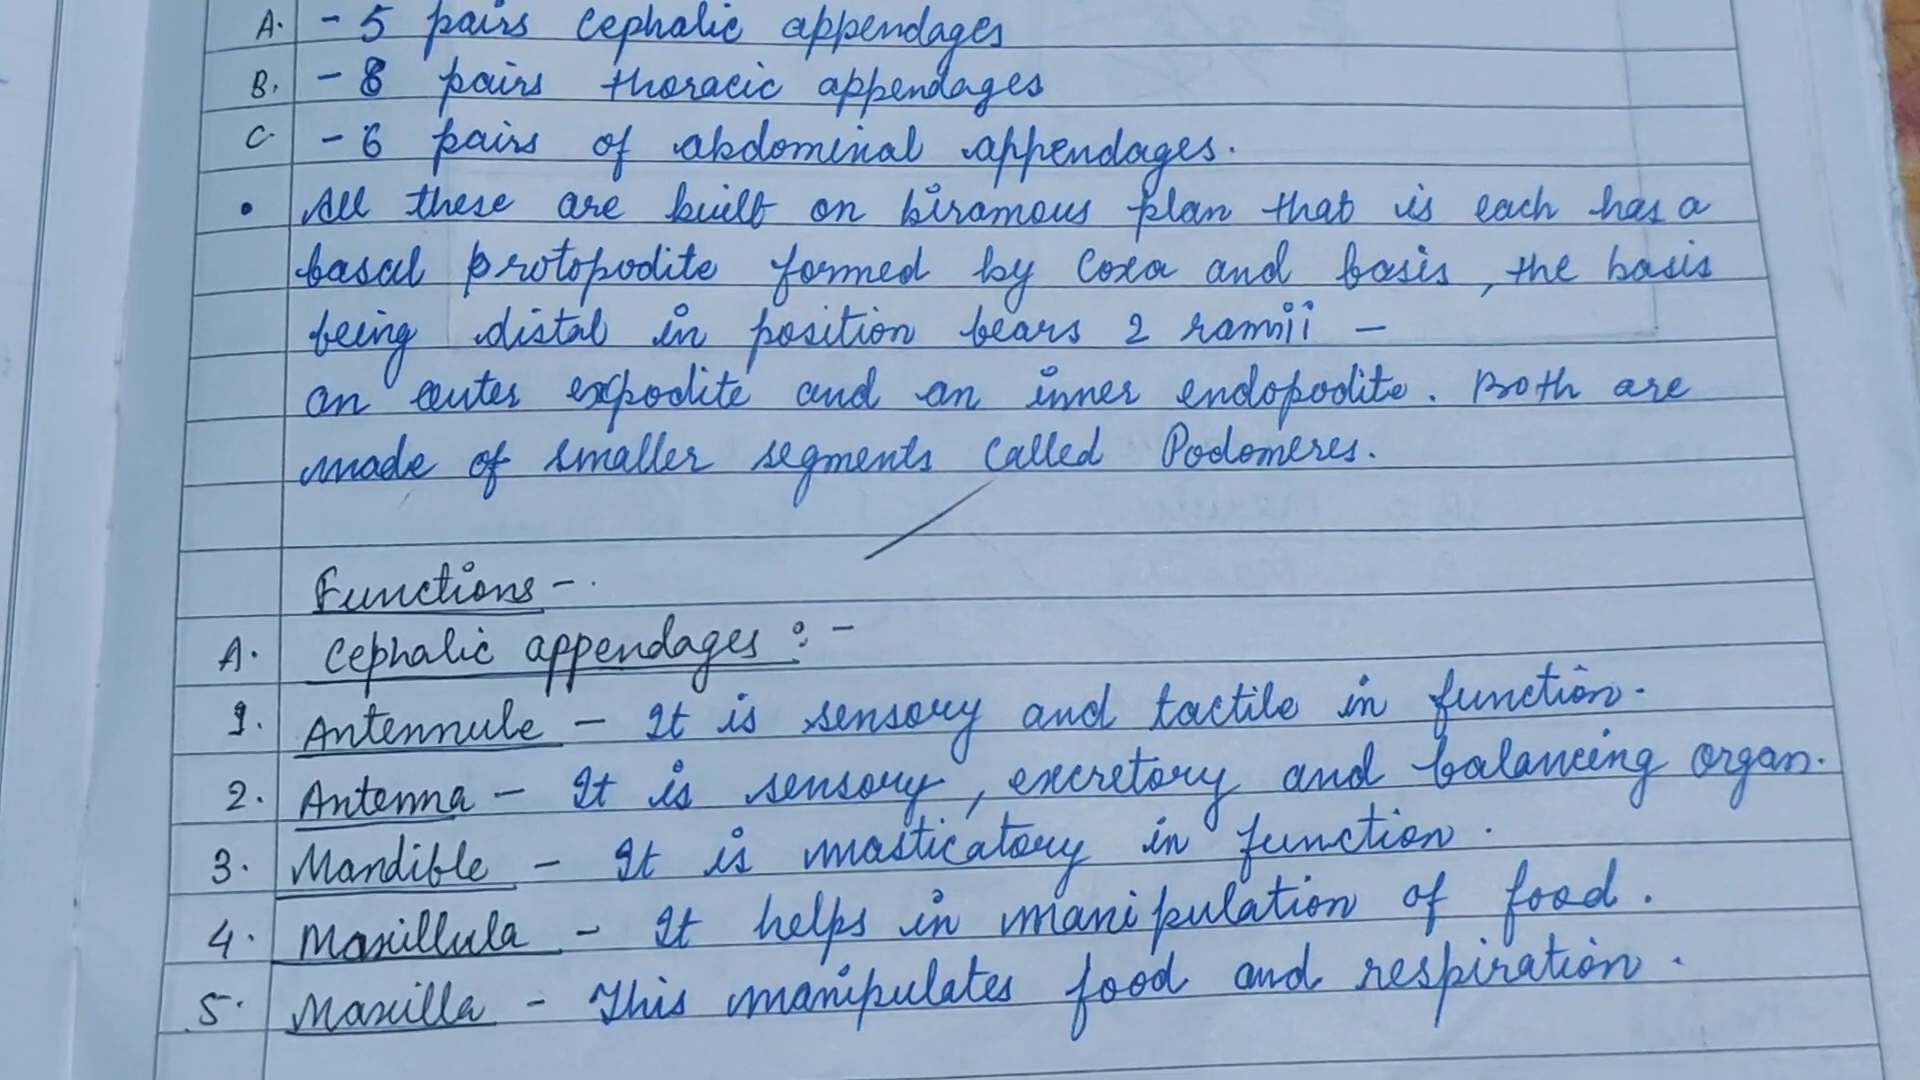 A. - 5 pairs cephalic appendages
B. - 8 pairs thoracic appendages
C - 6 pairs of abdominal appendages.
• All these are built on biramous plan that is each has a
basal protopodite formed by coxa and basis, the basis
being distal in position bears 2 ramii -
an outer expodite and an inner endopodite. Both are
made of smaller segments called Podomeres.
Functions -
A. Cephalic appendages :-
1. Antennule - It is sensory and tactile in function.
2. Antenna - It is sensory, excretory and balancing organ.
3. Mandible - It is masticatory in function.
4. Maxillula - It helps in manipulation of food.
5. Maxilla - This manipulates food and respiration.